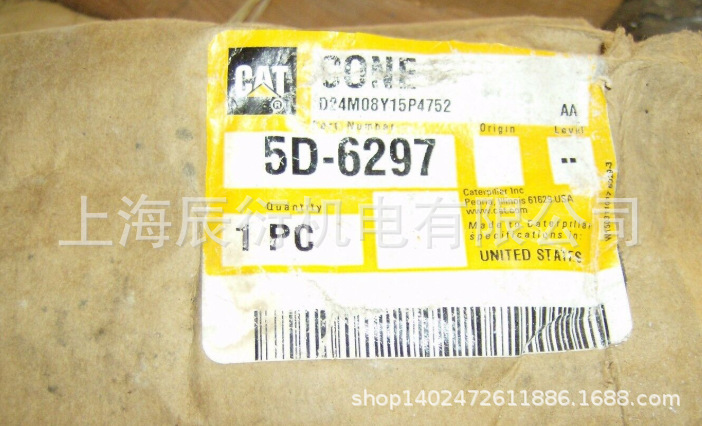 CAT ®
CONE
D24M08Y15P4752
AA
Part Number
Origin
Level
5D-6297
--
Quantity
1 PC
Caterpillar Inc
Peoria, Illinois 61629 USA
www.cat.com
Made to Caterpillar
specifications in:
UNITED STATES
上海辰衍机电有限公司
shop1402472611886.1688.com